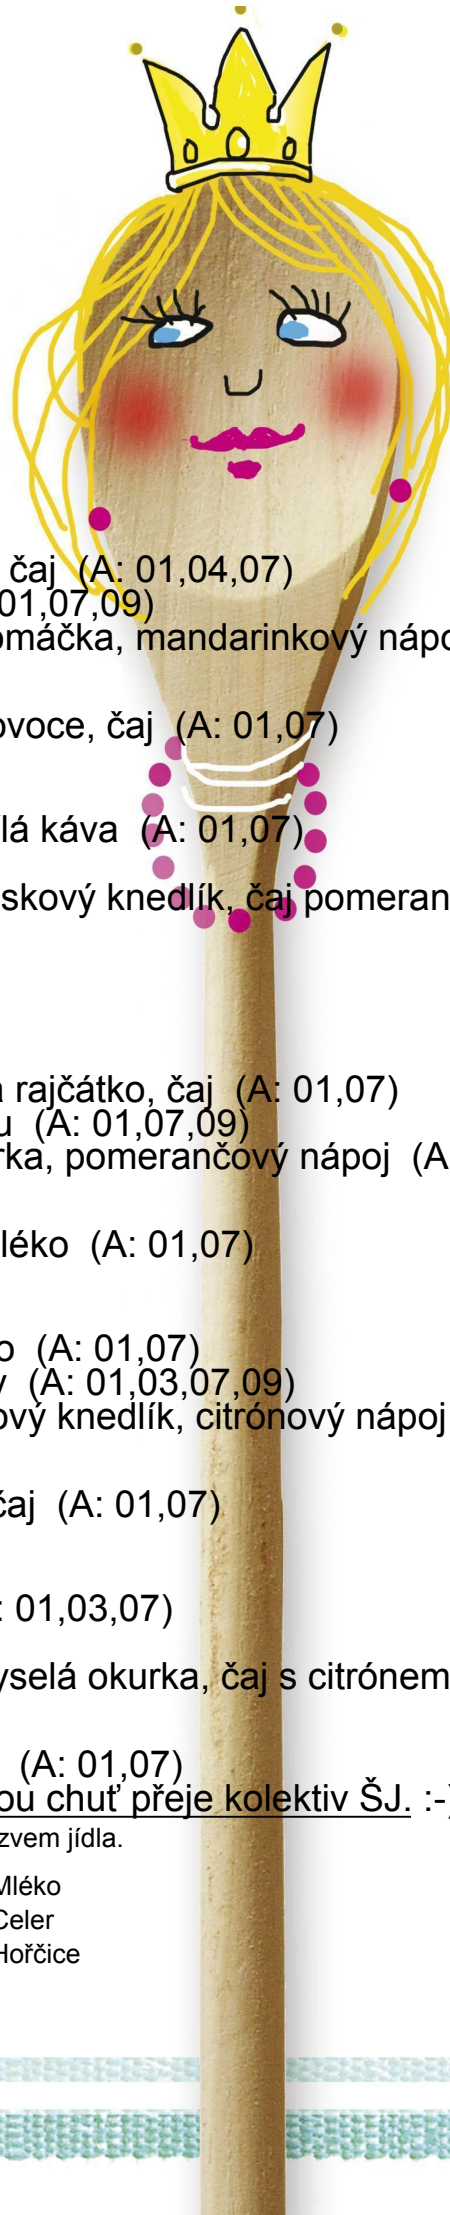 čaj (A: 01,04,07)
01,07,09)
omáčka, mandarinkový nápo
ovoce, čaj (A: 01,07)
lá káva (A: 01,07)
skový knedlík, čaj pomeran
a rajčátko, čaj (A: 01,07)
u (A: 01,07,09)
rka, pomerančový nápoj (A
léko (A: 01,07)
o (A: 01,07)
v (A: 01,03,07,09)
ový knedlík, citrónový nápoj
čaj (A: 01,07)
: 01,03,07)
yselá okurka, čaj s citrónem
(A: 01,07)
ou chuť přeje kolektiv ŠJ. :-)
zvem jídla.
Mléko
Celer
Hořčice